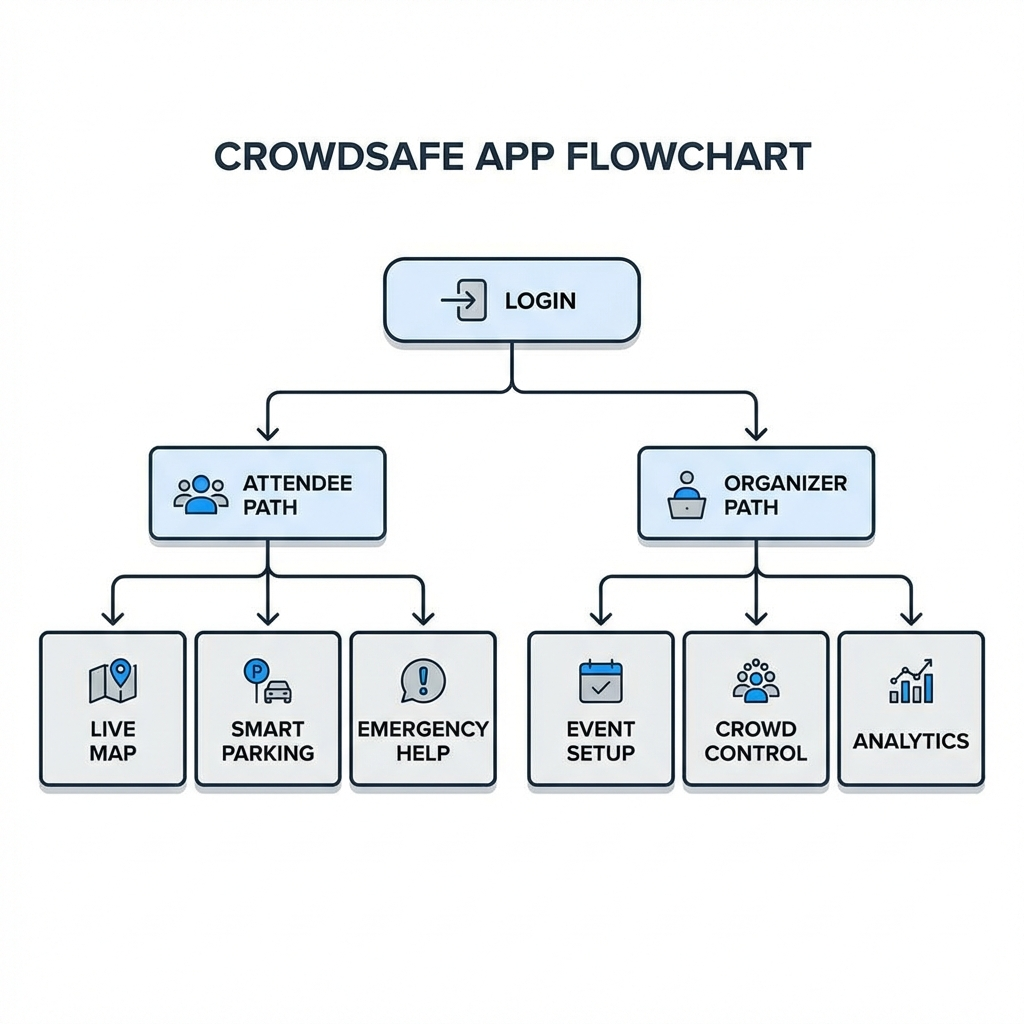 CROWDSAFE APP FLOWCHART
LOGIN
ATTENDEE
PATH
ORGANIZER
PATH
LIVE
MAP
P
SMART
PARKING
!
EMERGENCY
HELP
EVENT
SETUP
CROWD
CONTROL
ANALYTICS